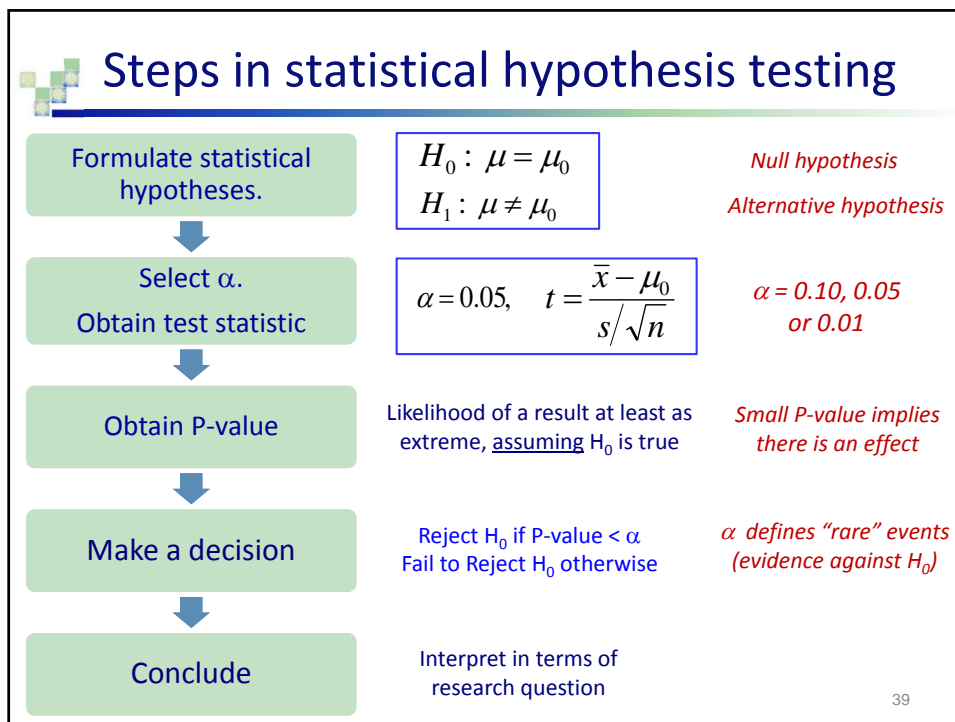 Steps in statistical hypothesis testing
Formulate statistical
hypotheses.
H₀ : μ = μ₀
H₁ : μ ≠ μ₀
Null hypothesis
Alternative hypothesis
Select α.
Obtain test statistic
α = 0.05, t = (x̄ − μ₀) / (s/√n)
α = 0.10, 0.05
or 0.01
Obtain P-value
Likelihood of a result at least as
extreme, assuming H₀ is true
Small P-value implies
there is an effect
Make a decision
Reject H₀ if P-value < α
Fail to Reject H₀ otherwise
α defines “rare” events
(evidence against H₀)
Conclude
Interpret in terms of
research question
39